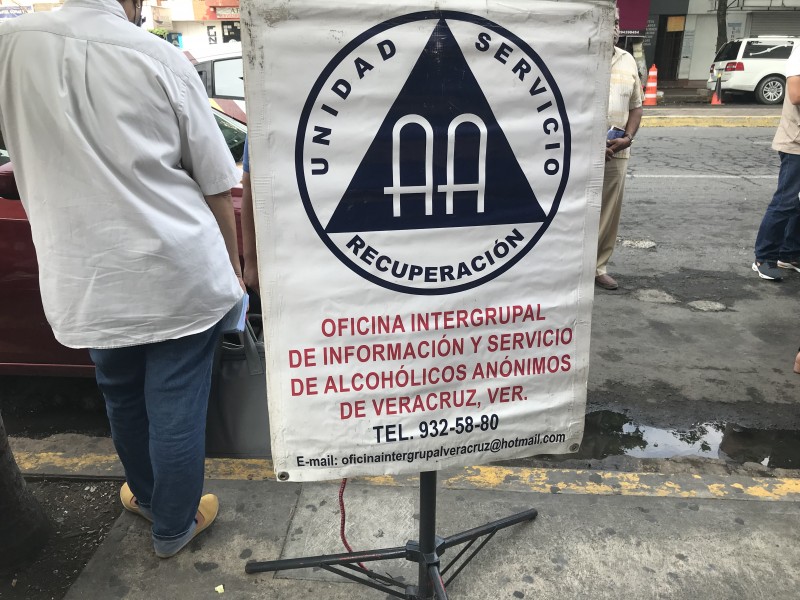 UNIDAD
SERVICIO
AA
RECUPERACIÓN
OFICINA INTERGRUPAL
DE INFORMACIÓN Y SERVICIO
DE ALCOHÓLICOS ANÓNIMOS
DE VERACRUZ, VER.
TEL. 932-58-80
E-mail: oficinaintergrupalveracruz@hotmail.com